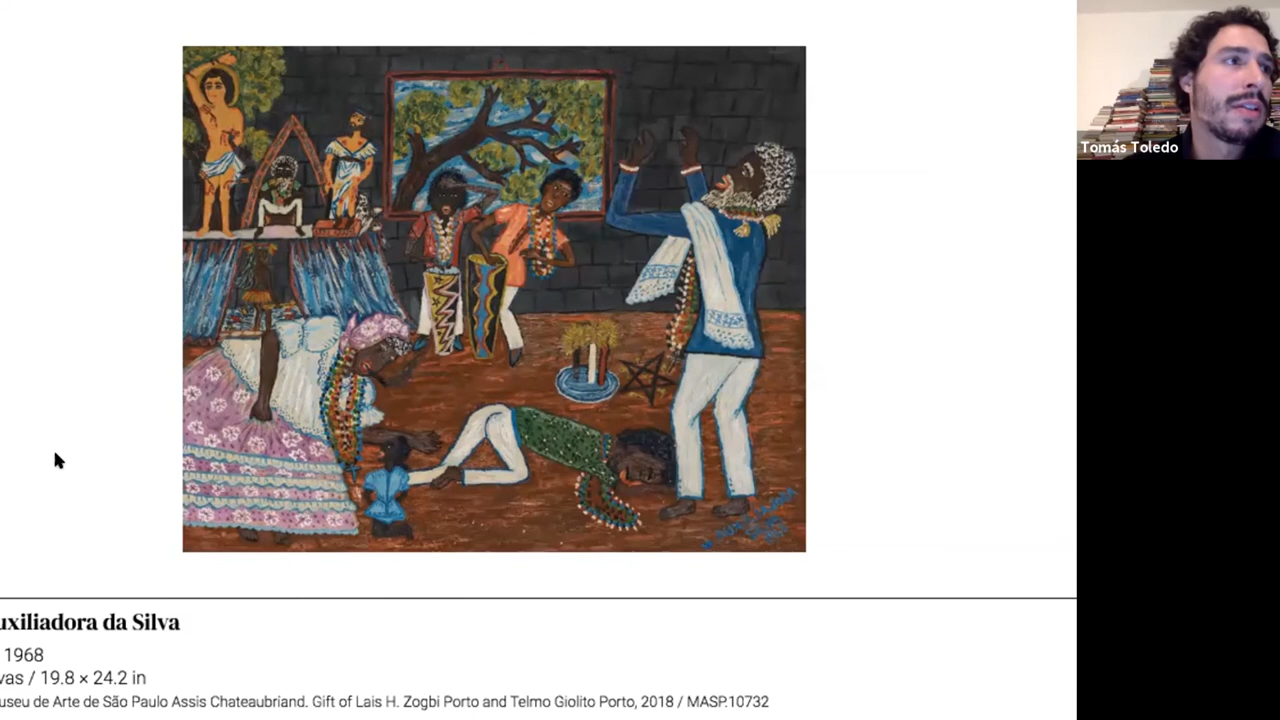 Tomás Toledo
uxiliadora da Silva
1968
vas / 19.8 × 24.2 in
useu de Arte de São Paulo Assis Chateaubriand. Gift of Lais H. Zogbi Porto and Telmo Giolito Porto, 2018 / MASP.10732